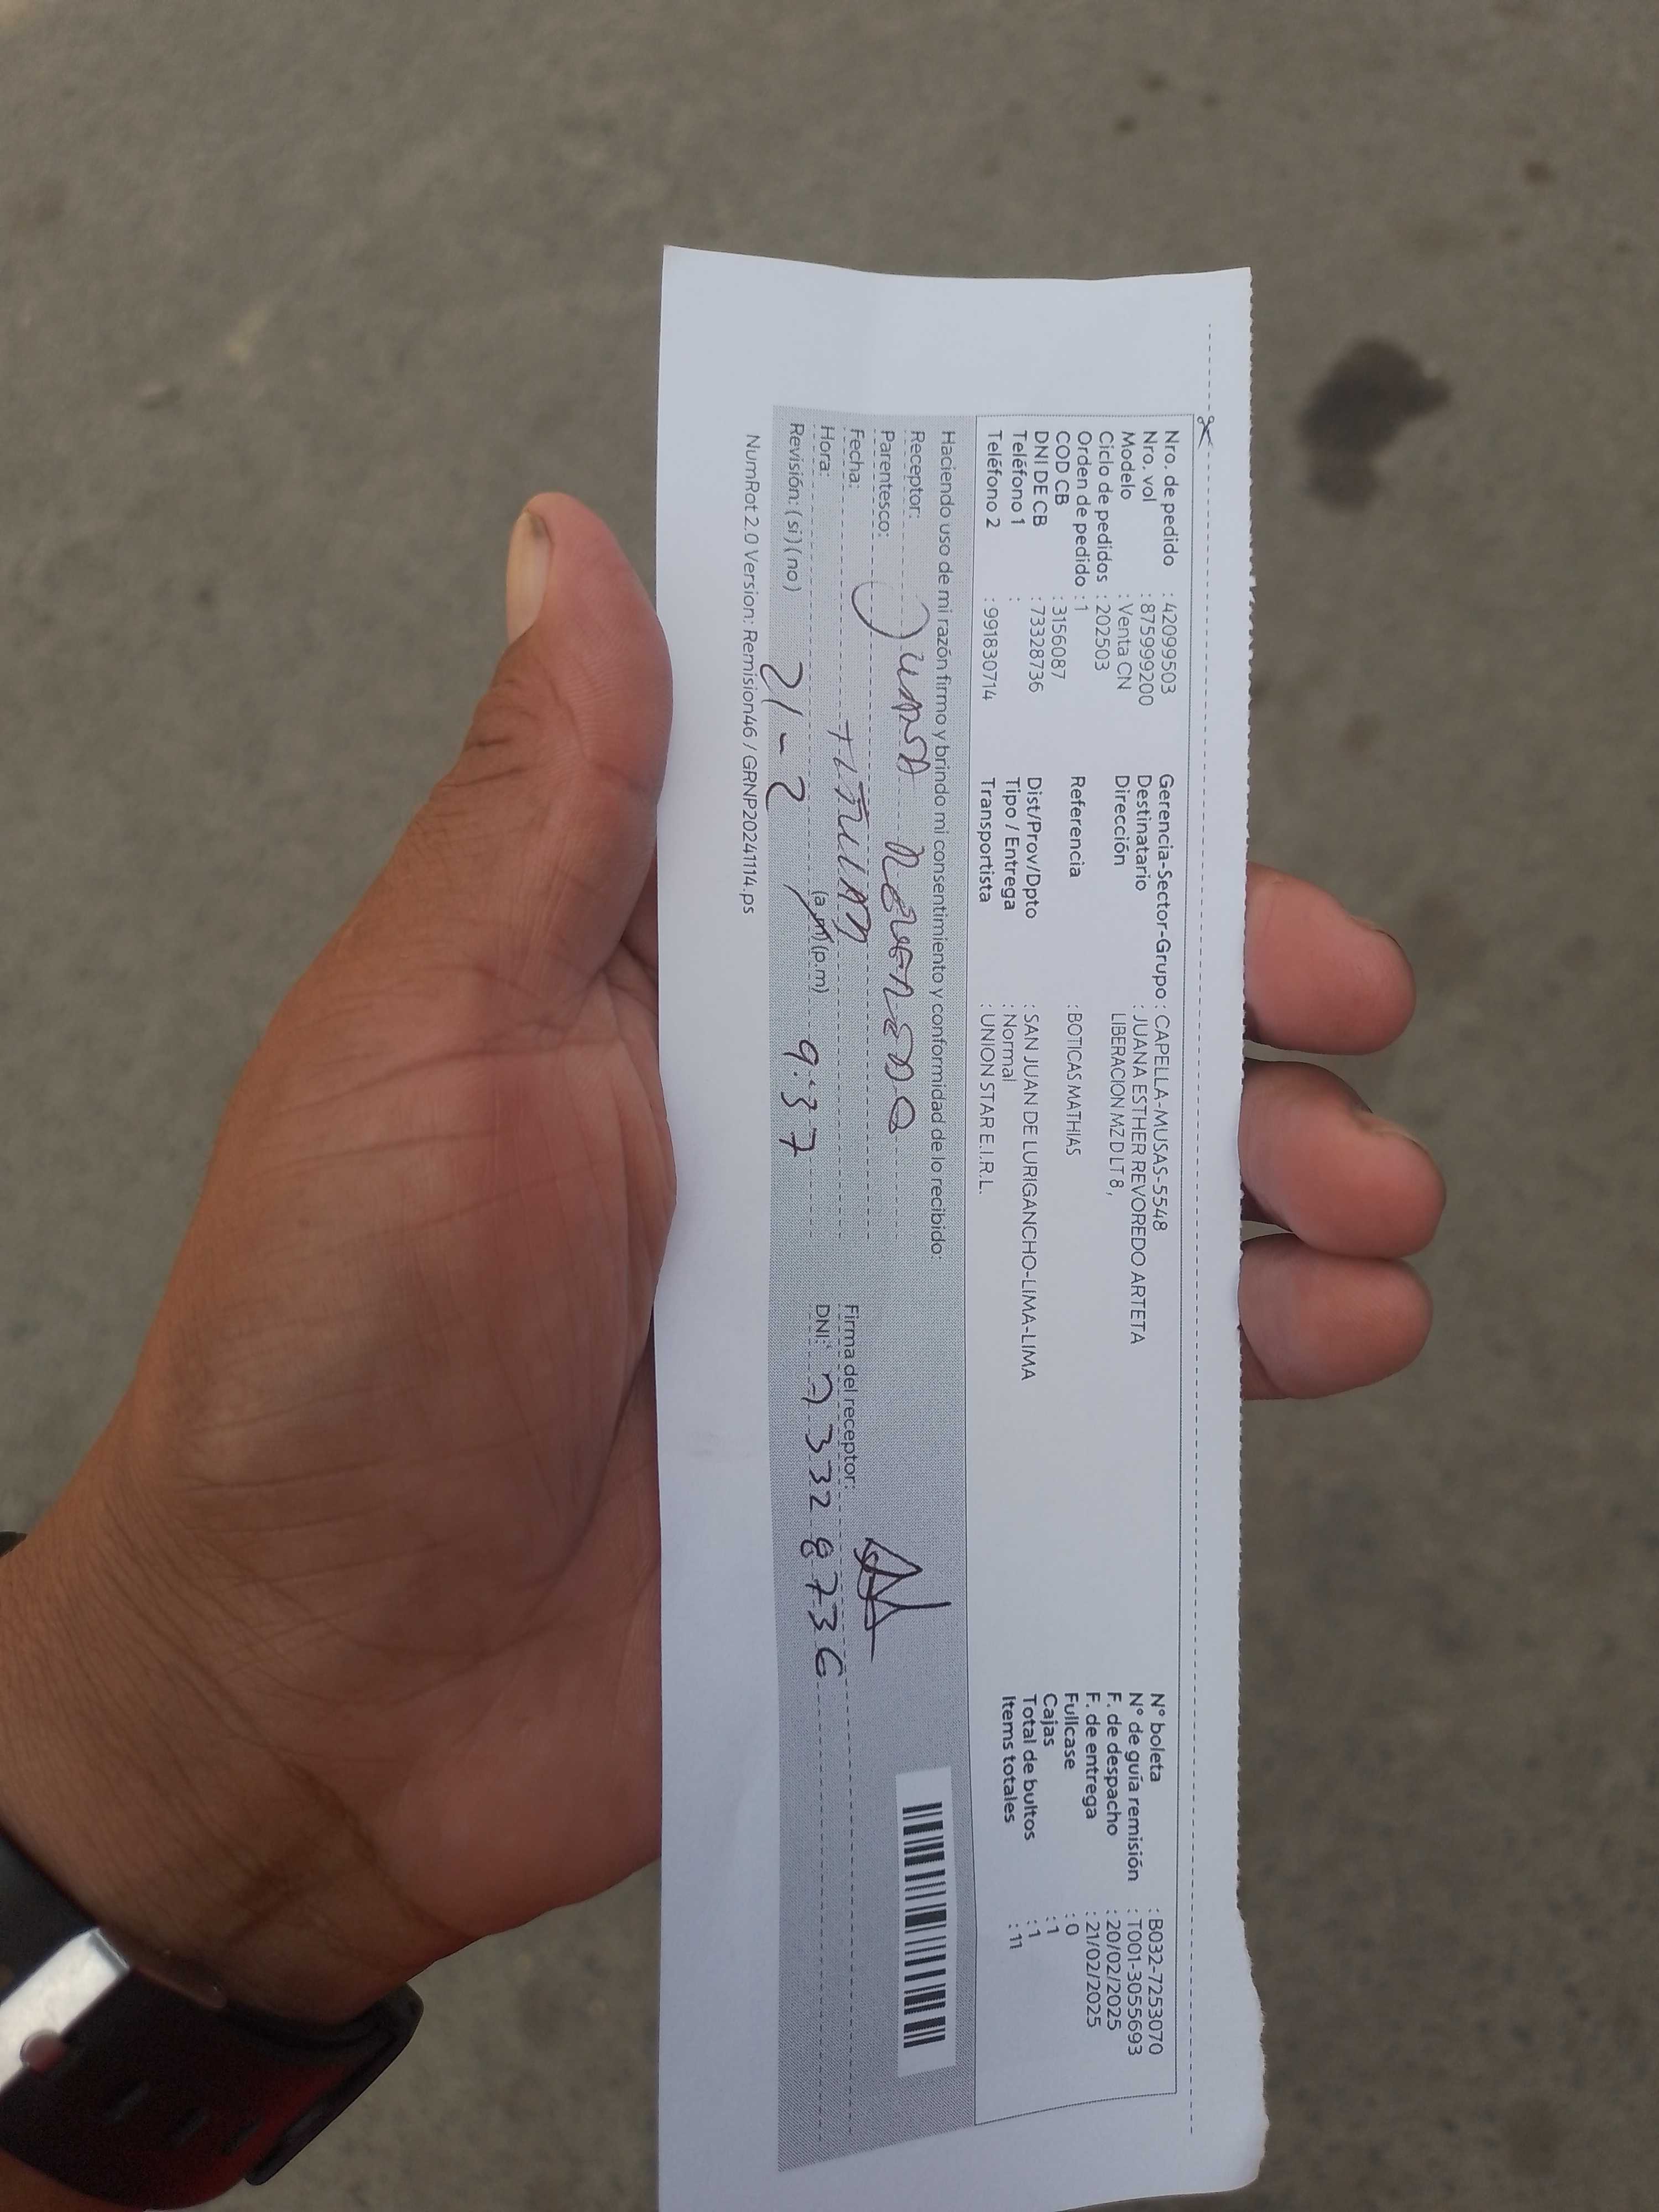 Nro. de pedido : 42099503
Nro. vol : 875999200
Modelo : Venta CN
Ciclo de pedidos : 202503
Orden de pedido : 1
COD CB : 3156087
DNI DE CB : 73328736
Teléfono 1 :
Teléfono 2 : 991830714
Gerencia-Sector-Grupo : CAPELLA-MUSAS-5548
Destinatario : JUANA ESTHER REVOREDO ARTETA
Dirección LIBERACION MZ D LT 8 ,
Referencia : BOTICAS MATHIAS
Dist/Prov/Dpto : SAN JUAN DE LURIGANCHO-LIMA-LIMA
Tipo / Entrega : Normal
Transportista : UNION STAR E.I.R.L.
N° boleta : B032-7253070
N° de guía remisión : T001-3055693
F. de despacho : 20/02/2025
F. de entrega : 21/02/2025
Fullcase : 0
Cajas : 1
Total de bultos : 1
Items totales : 11
Haciendo uso de mi razón firmo y brindo mi consentimiento y conformidad de lo recibido:
Receptor: Juana Revoredo
Parentesco:
Fecha: 21-2
Hora: (a.m) (p.m) 9:37
Revisión: (si) (no)
Firma del receptor:
DNI: 73328736
NumRot 2.0 Version: Remision46 / GRNP20241114.ps